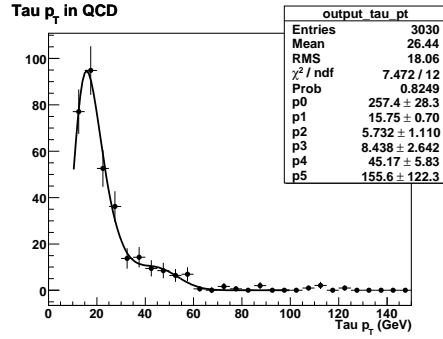 Tau p_T in QCD
output_tau_pt
Entries 3030
Mean 26.44
RMS 18.06
χ² / ndf 7.472 / 12
Prob 0.8249
p0 257.4 ± 28.3
p1 15.75 ± 0.70
p2 5.732 ± 1.110
p3 8.438 ± 2.642
p4 45.17 ± 5.83
p5 155.6 ± 122.3
100
80
60
40
20
0
0 20 40 60 80 100 120 140
Tau p_T (GeV)